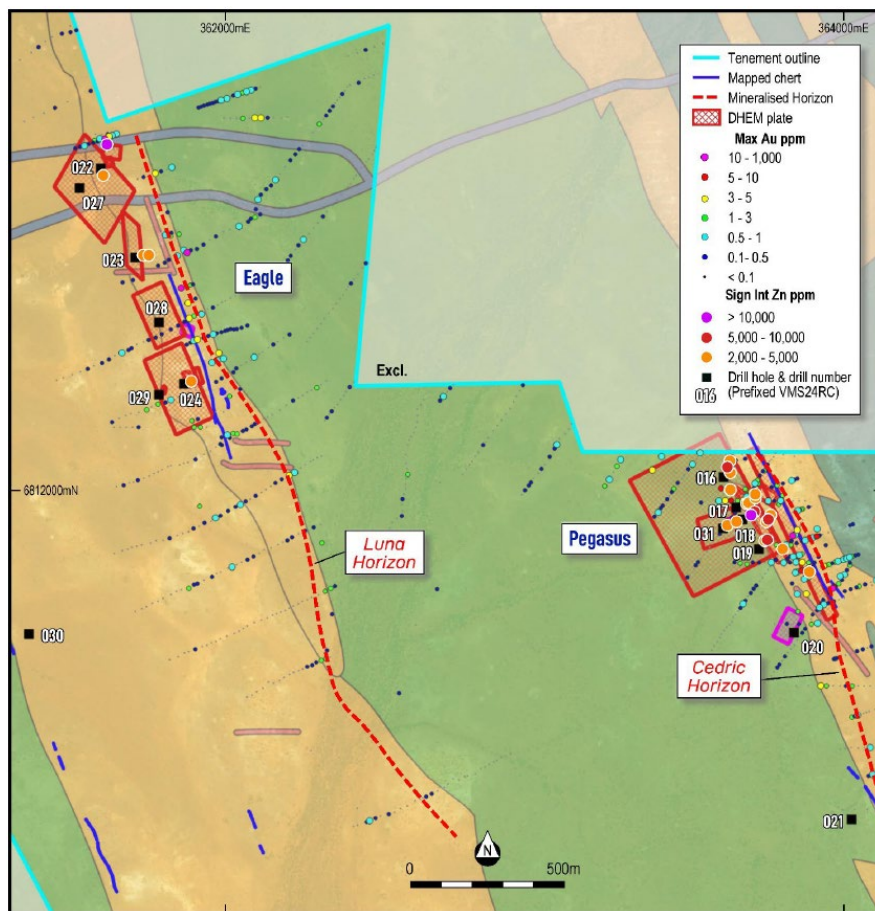 362000mE
364000mE
Tenement outline
Mapped chert
Mineralised Horizon
DHEM plate
Max Au ppm
10 - 1,000
5 - 10
3 - 5
1 - 3
0.5 - 1
0.1 - 0.5
< 0.1
Sign Int Zn ppm
> 10,000
5,000 - 10,000
2,000 - 5,000
Drill hole & drill number
016 (Prefixed VMS24RC)
022
027
023
Eagle
028
Excl.
029
024
016
6812000mN
017
031
018
Pegasus
019
Luna
Horizon
030
020
Cedric
Horizon
021
N
0
500m